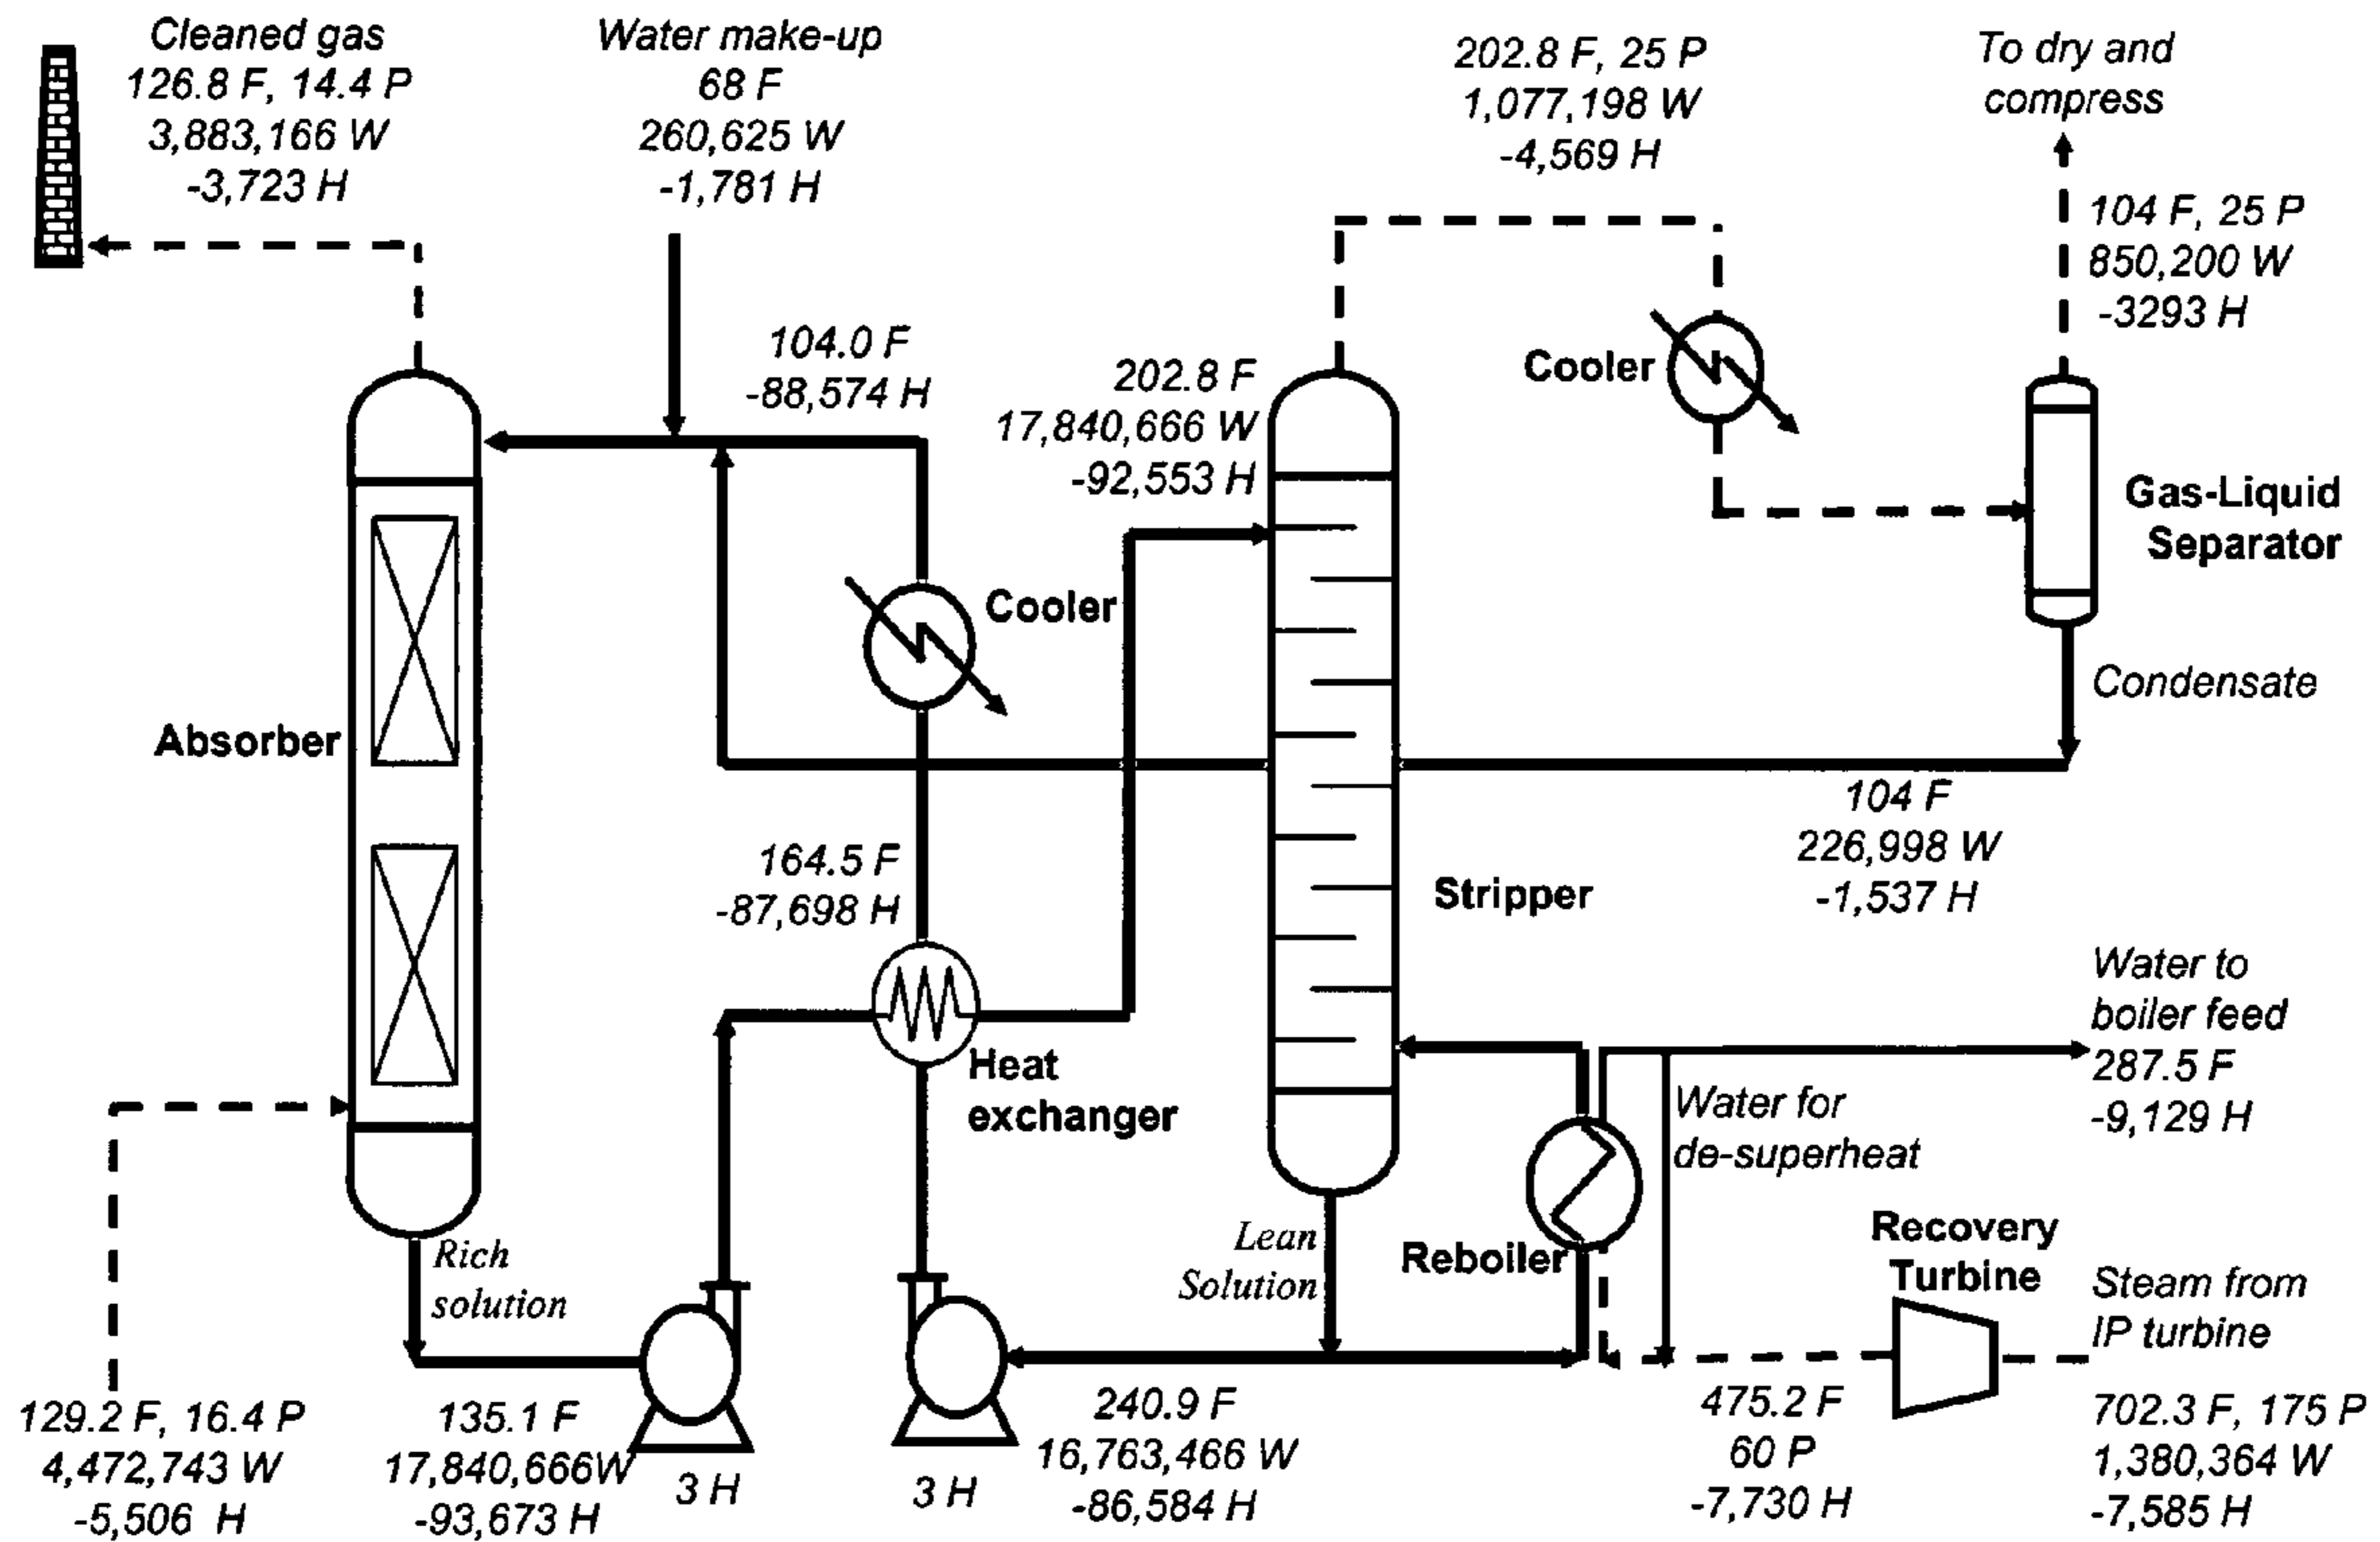 Cleaned gas
126.8 F, 14.4 P
3,883,166 W
-3,723 H
Water make-up
68 F
260,625 W
-1,781 H
202.8 F, 25 P
1,077,198 W
-4,569 H
To dry and
compress
104 F, 25 P
850,200 W
-3293 H
104.0 F
-88,574 H
202.8 F
17,840,666 W
-92,553 H
Cooler
Gas-Liquid
Separator
Cooler
Condensate
Absorber
104 F
226,998 W
-1,537 H
164.5 F
-87,698 H
Stripper
Water to
boiler feed
287.5 F
-9,129 H
Heat
exchanger
Water for
de-superheat
Rich
solution
Lean
Solution
Reboiler
Recovery
Turbine
Steam from
IP turbine
129.2 F, 16.4 P
4,472,743 W
-5,506 H
135.1 F
17,840,666W
-93,673 H
3 H
3 H
240.9 F
16,763,466 W
-86,584 H
475.2 F
60 P
-7,730 H
702.3 F, 175 P
1,380,364 W
-7,585 H